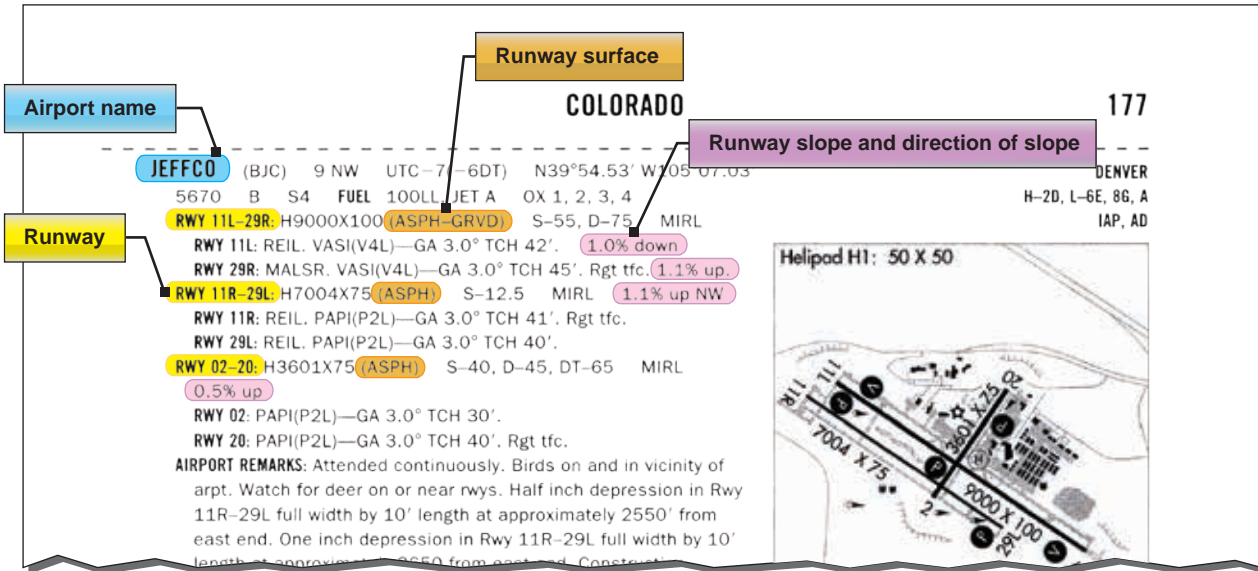 Runway surface
Airport name
COLORADO 177
Runway slope and direction of slope
JEFFCO (BJC) 9 NW UTC–7(–6DT) N39°54.53′ W105°07.03′ DENVER
5670 B S4 FUEL 100LL, JET A OX 1, 2, 3, 4 H–2D, L–6E, 8G, A
RWY 11L–29R: H9000X100 (ASPH–GRVD) S–55, D–75 MIRL IAP, AD
Runway
RWY 11L: REIL. VASI(V4L)—GA 3.0° TCH 42′. 1.0% down
RWY 29R: MALSR. VASI(V4L)—GA 3.0° TCH 45′. Rgt tfc. 1.1% up.
RWY 11R–29L: H7004X75 (ASPH) S–12.5 MIRL 1.1% up NW
RWY 11R: REIL. PAPI(P2L)—GA 3.0° TCH 41′. Rgt tfc.
RWY 29L: REIL. PAPI(P2L)—GA 3.0° TCH 40′.
RWY 02–20: H3601X75 (ASPH) S–40, D–45, DT–65 MIRL
0.5% up
RWY 02: PAPI(P2L)—GA 3.0° TCH 30′.
RWY 20: PAPI(P2L)—GA 3.0° TCH 40′. Rgt tfc.
AIRPORT REMARKS: Attended continuously. Birds on and in vicinity of
arpt. Watch for deer on or near rwys. Half inch depression in Rwy
11R–29L full width by 10′ length at approximately 2550′ from
east end. One inch depression in Rwy 11R–29L full width by 10′
length at approximately 2650 from east end.
Helipad H1: 50 X 50
11L
11R
20
V
P
3601 X 75
P
7004 X 75
P
H
9000 X 100
2
P
29L
V